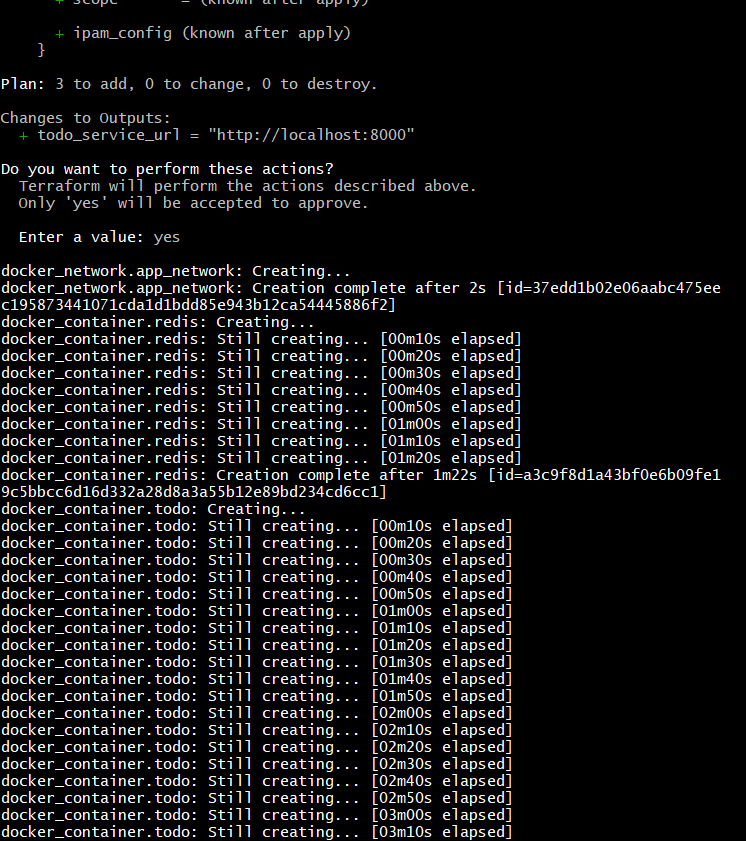 + scope = (known after apply)
+ ipam_config (known after apply)
}
Plan: 3 to add, 0 to change, 0 to destroy.
Changes to Outputs:
+ todo_service_url = "http://localhost:8000"
Do you want to perform these actions?
Terraform will perform the actions described above.
Only 'yes' will be accepted to approve.
Enter a value: yes
docker_network.app_network: Creating...
docker_network.app_network: Creation complete after 2s [id=37edd1b02e06aabc475ee
c195873441071cda1d1bdd85e943b12ca54445886f2]
docker_container.redis: Creating...
docker_container.redis: Still creating... [00m10s elapsed]
docker_container.redis: Still creating... [00m20s elapsed]
docker_container.redis: Still creating... [00m30s elapsed]
docker_container.redis: Still creating... [00m40s elapsed]
docker_container.redis: Still creating... [00m50s elapsed]
docker_container.redis: Still creating... [01m00s elapsed]
docker_container.redis: Still creating... [01m10s elapsed]
docker_container.redis: Still creating... [01m20s elapsed]
docker_container.redis: Creation complete after 1m22s [id=a3c9f8d1a43bf0e6b09fe1
9c5bbcc6d16d332a28d8a3a55b12e89bd234cd6cc1]
docker_container.todo: Creating...
docker_container.todo: Still creating... [00m10s elapsed]
docker_container.todo: Still creating... [00m20s elapsed]
docker_container.todo: Still creating... [00m30s elapsed]
docker_container.todo: Still creating... [00m40s elapsed]
docker_container.todo: Still creating... [00m50s elapsed]
docker_container.todo: Still creating... [01m00s elapsed]
docker_container.todo: Still creating... [01m10s elapsed]
docker_container.todo: Still creating... [01m20s elapsed]
docker_container.todo: Still creating... [01m30s elapsed]
docker_container.todo: Still creating... [01m40s elapsed]
docker_container.todo: Still creating... [01m50s elapsed]
docker_container.todo: Still creating... [02m00s elapsed]
docker_container.todo: Still creating... [02m10s elapsed]
docker_container.todo: Still creating... [02m20s elapsed]
docker_container.todo: Still creating... [02m30s elapsed]
docker_container.todo: Still creating... [02m40s elapsed]
docker_container.todo: Still creating... [02m50s elapsed]
docker_container.todo: Still creating... [03m00s elapsed]
docker_container.todo: Still creating... [03m10s elapsed]